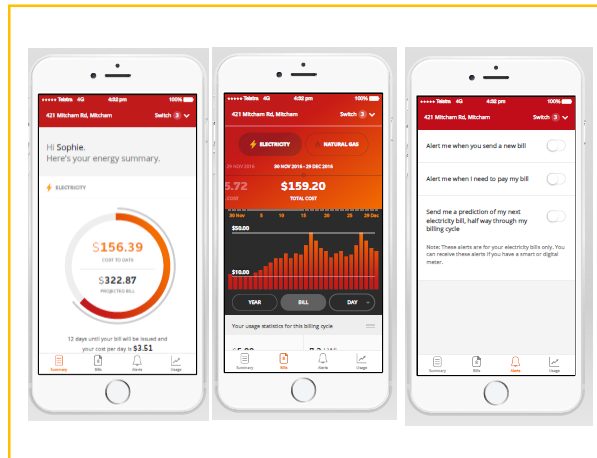 Telstra 4G 4:52 pm 100%
421 Mitcham Rd, Mitcham Switch 3
Hi Sophie.
Here's your energy summary.
ELECTRICITY
$156.39
COST TO DATE
$322.87
PROJECTED BILL
12 days until your bill will be issued and
your cost per day is $3.51
Summary Bills Alerts Usage
Telstra 4G 4:52 pm 100%
421 Mitcham Rd, Mitcham Switch 3
ELECTRICITY NATURAL GAS
NOV 2016 30 NOV 2016 - 29 DEC 2016
5.72 $159.20
COST TOTAL COST
30 Nov 5 10 15 20 25 29 Dec
$50.00
$10.00
YEAR BILL DAY
Your usage statistics for this billing cycle
Summary Bills Alerts Usage
Telstra 4G 4:52 pm 100%
421 Mitcham Rd, Mitcham Switch 3
Alert me when you send a new bill
Alert me when I need to pay my bill
Send me a prediction of my next
electricity bill, half way through my
billing cycle
Note: These alerts are for your electricity bills only. You
can receive these alerts if you have a smart or digital
meter.
Summary Bills Alerts Usage